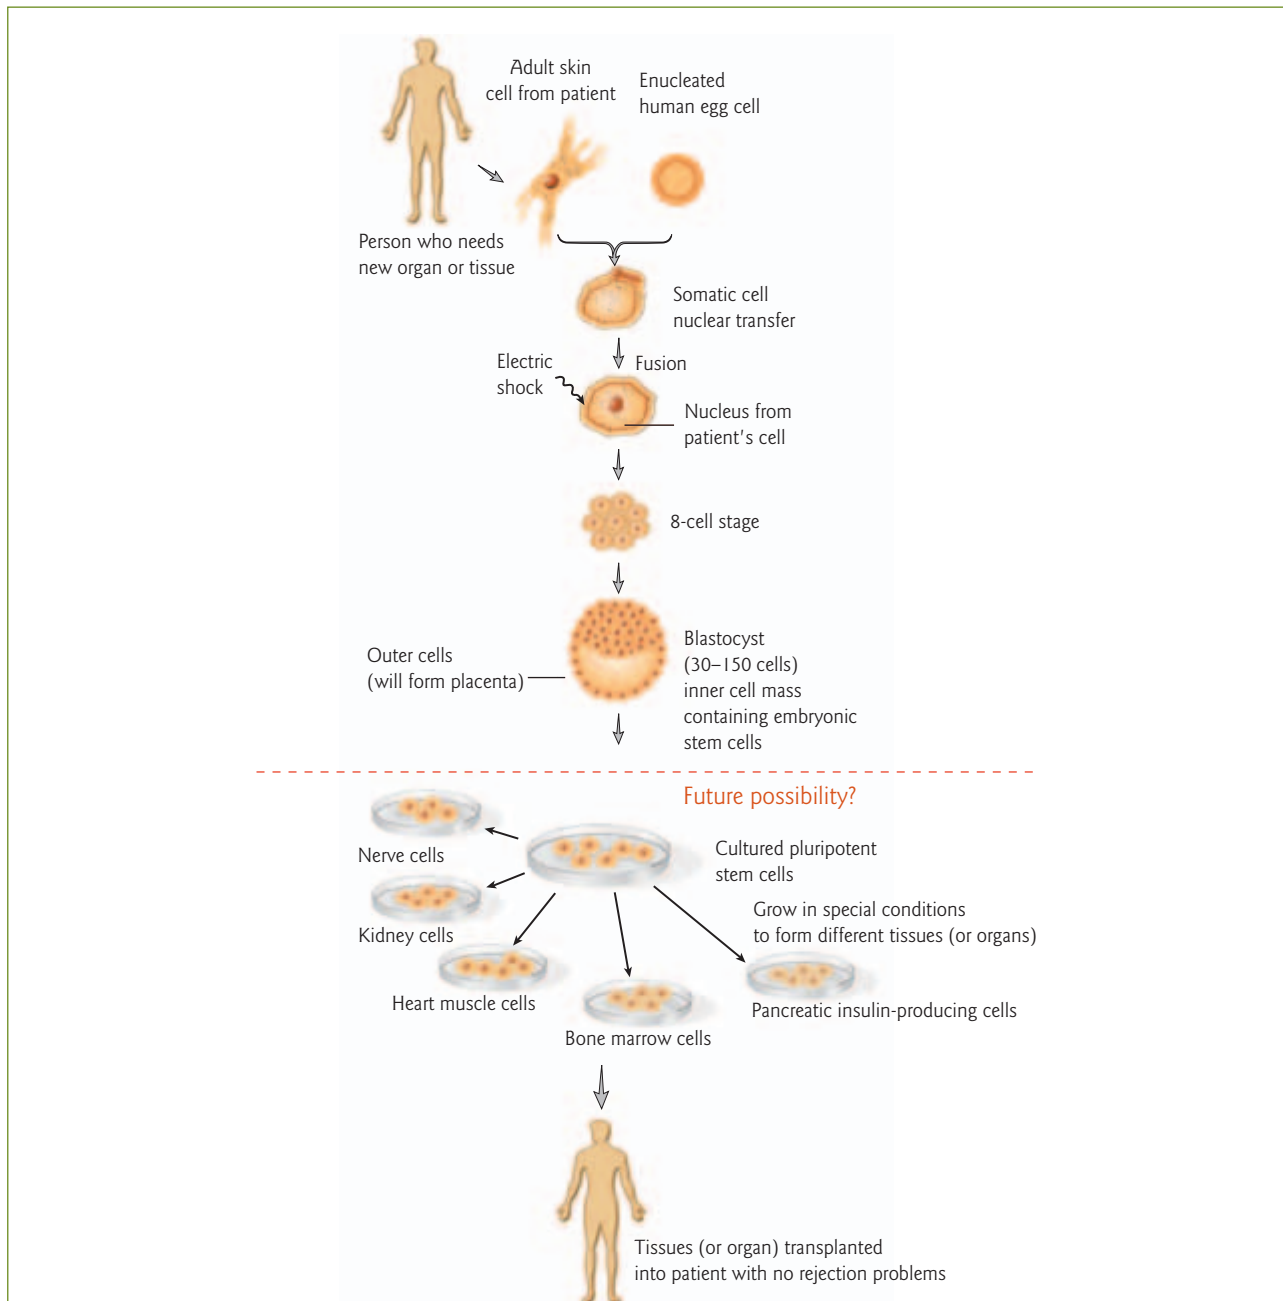 Adult skin
cell from patient
Enucleated
human egg cell
Person who needs
new organ or tissue
Somatic cell
nuclear transfer
Electric
shock
Fusion
Nucleus from
patient's cell
8-cell stage
Outer cells
(will form placenta)
Blastocyst
(30–150 cells)
inner cell mass
containing embryonic
stem cells
Future possibility?
Nerve cells
Cultured pluripotent
stem cells
Kidney cells
Grow in special conditions
to form different tissues (or organs)
Heart muscle cells
Pancreatic insulin-producing cells
Bone marrow cells
Tissues (or organ) transplanted
into patient with no rejection problems